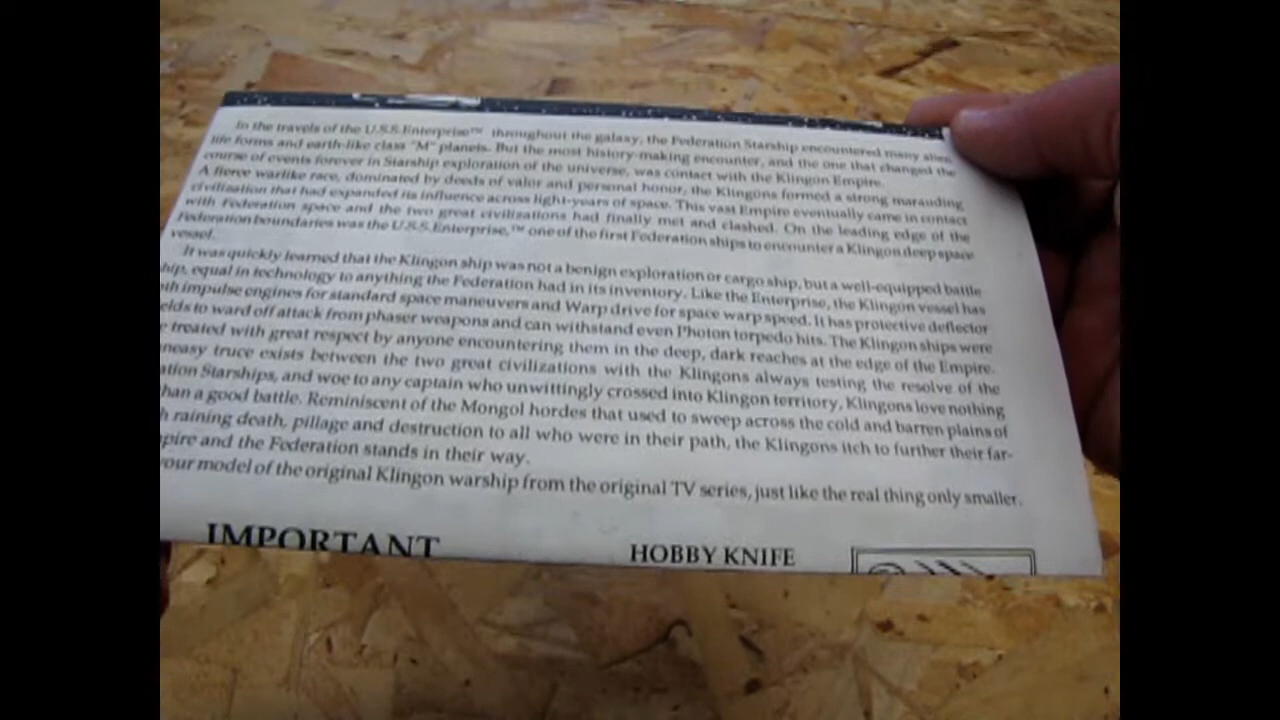 In the travels of the U.S.S. Enterprise™ throughout the galaxy, the Federation Starship encountered many alien
life forms and earth-like class "M" planets. But the most history-making encounter, and the one that changed the
course of events forever in Starship exploration of the universe, was contact with the Klingon Empire.
A fierce warlike race, dominated by deeds of valor and personal honor, the Klingons formed a strong marauding
civilization that had expanded its influence across light-years of space. This vast Empire eventually came in contact
with Federation space and the two great civilizations had finally met and clashed. On the leading edge of the
Federation boundaries was the U.S.S. Enterprise,™ one of the first Federation ships to encounter a Klingon deep space
vessel.
It was quickly learned that the Klingon ship was not a benign exploration or cargo ship, but a well-equipped battle
hip, equal in technology to anything the Federation had in its inventory. Like the Enterprise, the Klingon vessel has
th impulse engines for standard space maneuvers and Warp drive for space warp speed. It has protective deflector
elds to ward off attack from phaser weapons and can withstand even Photon torpedo hits. The Klingon ships were
e treated with great respect by anyone encountering them in the deep, dark reaches at the edge of the Empire.
neasy truce exists between the two great civilizations with the Klingons always testing the resolve of the
ation Starships, and woe to any captain who unwittingly crossed into Klingon territory, Klingons love nothing
han a good battle. Reminiscent of the Mongol hordes that used to sweep across the cold and barren plains of
h raining death, pillage and destruction to all who were in their path, the Klingons itch to further their far-
pire and the Federation stands in their way.
our model of the original Klingon warship from the original TV series, just like the real thing only smaller.
IMPORTANT
HOBBY KNIFE